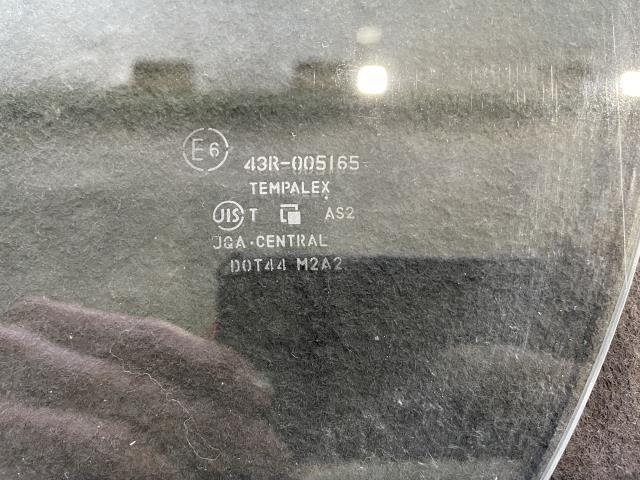 E6 43R-005165
TEMPALEX
JIS T AS2
JGA·CENTRAL
DOT44 M2A2